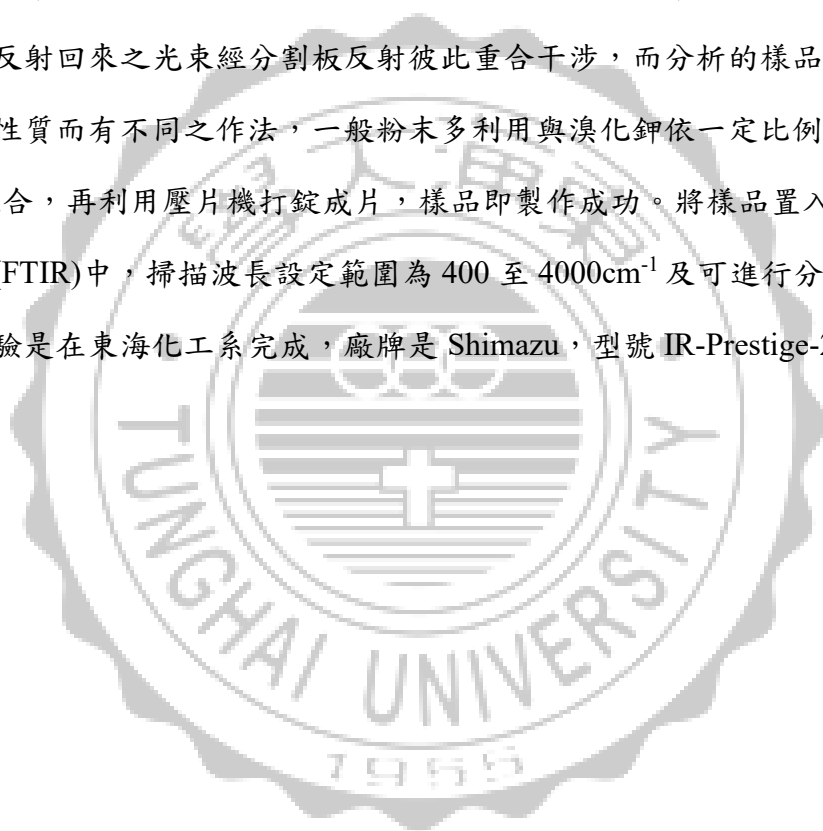 反射回來之光束經分割板反射彼此重合干涉，而分析的樣品
性質而有不同之作法，一般粉末多利用與溴化鉀依一定比例
合，再利用壓片機打錠成片，樣品即製作成功。將樣品置入
(FTIR)中，掃描波長設定範圍為 400 至 4000cm⁻¹ 及可進行分
驗是在東海化工系完成，廠牌是 Shimazu，型號 IR-Prestige-2
學大海東
TUNGHAI UNIVERSITY
1955